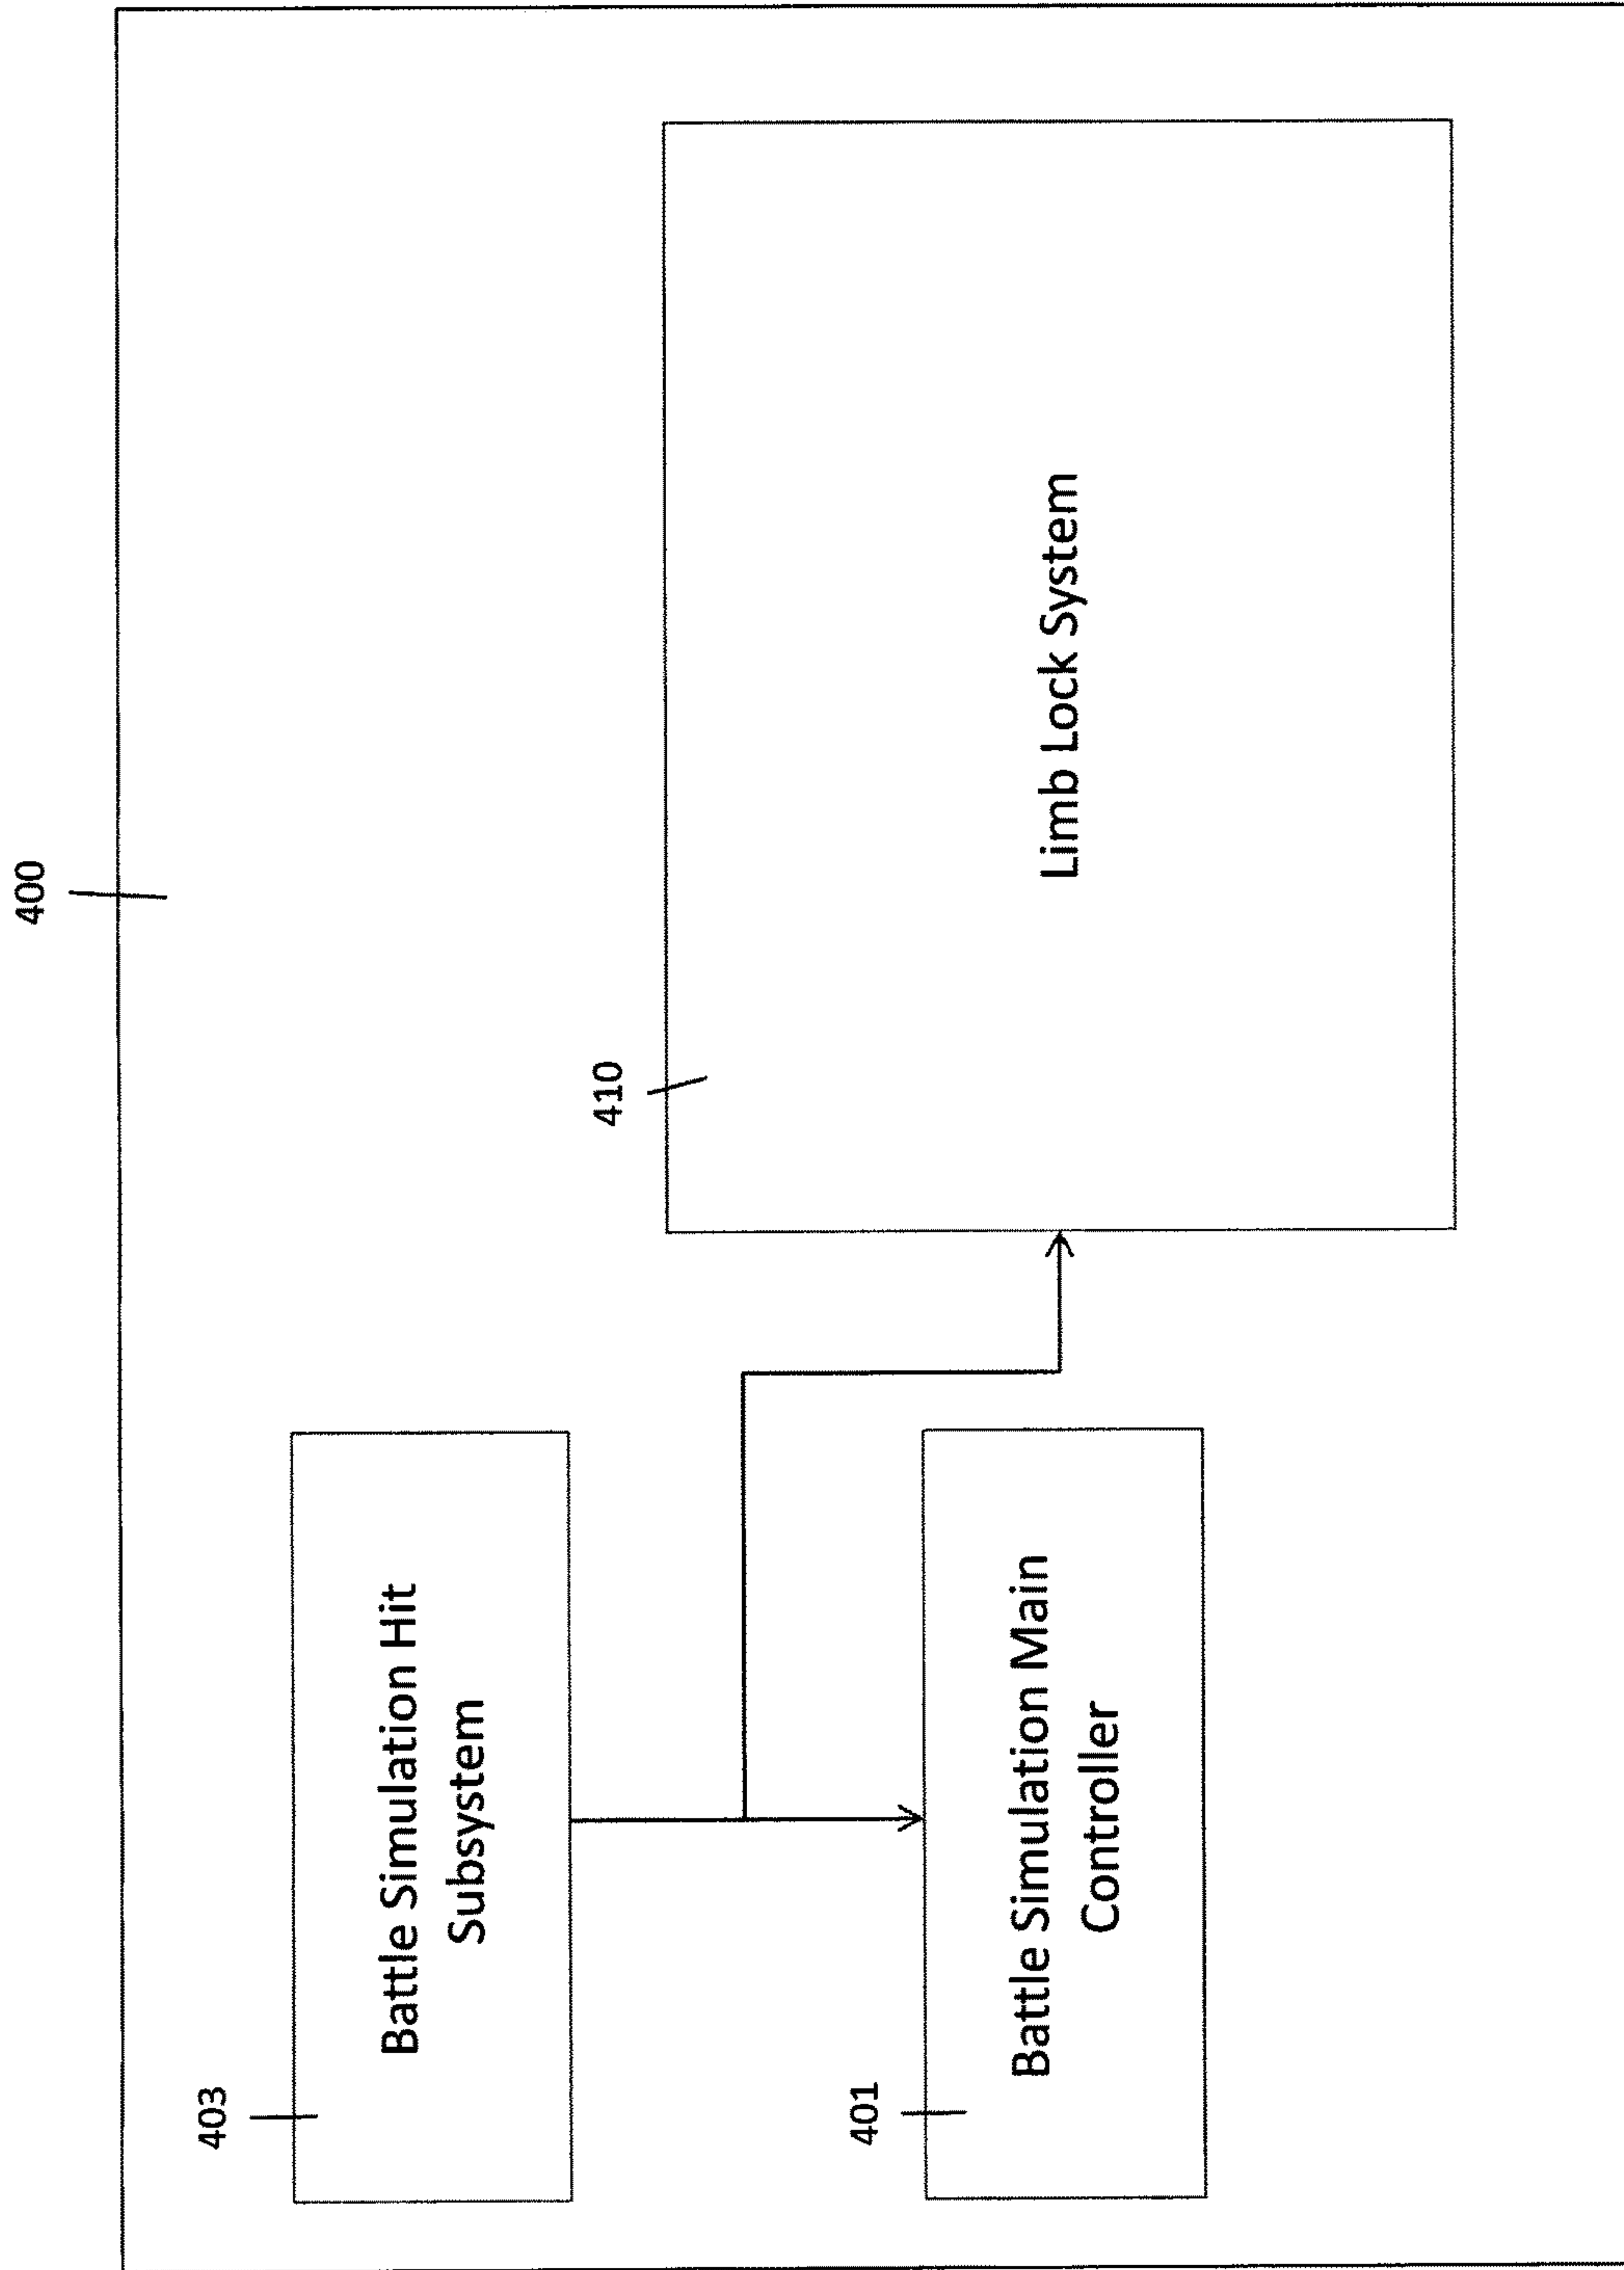 400
403
Battle Simulation Hit
Subsystem
410
Limb Lock System
401
Battle Simulation Main
Controller